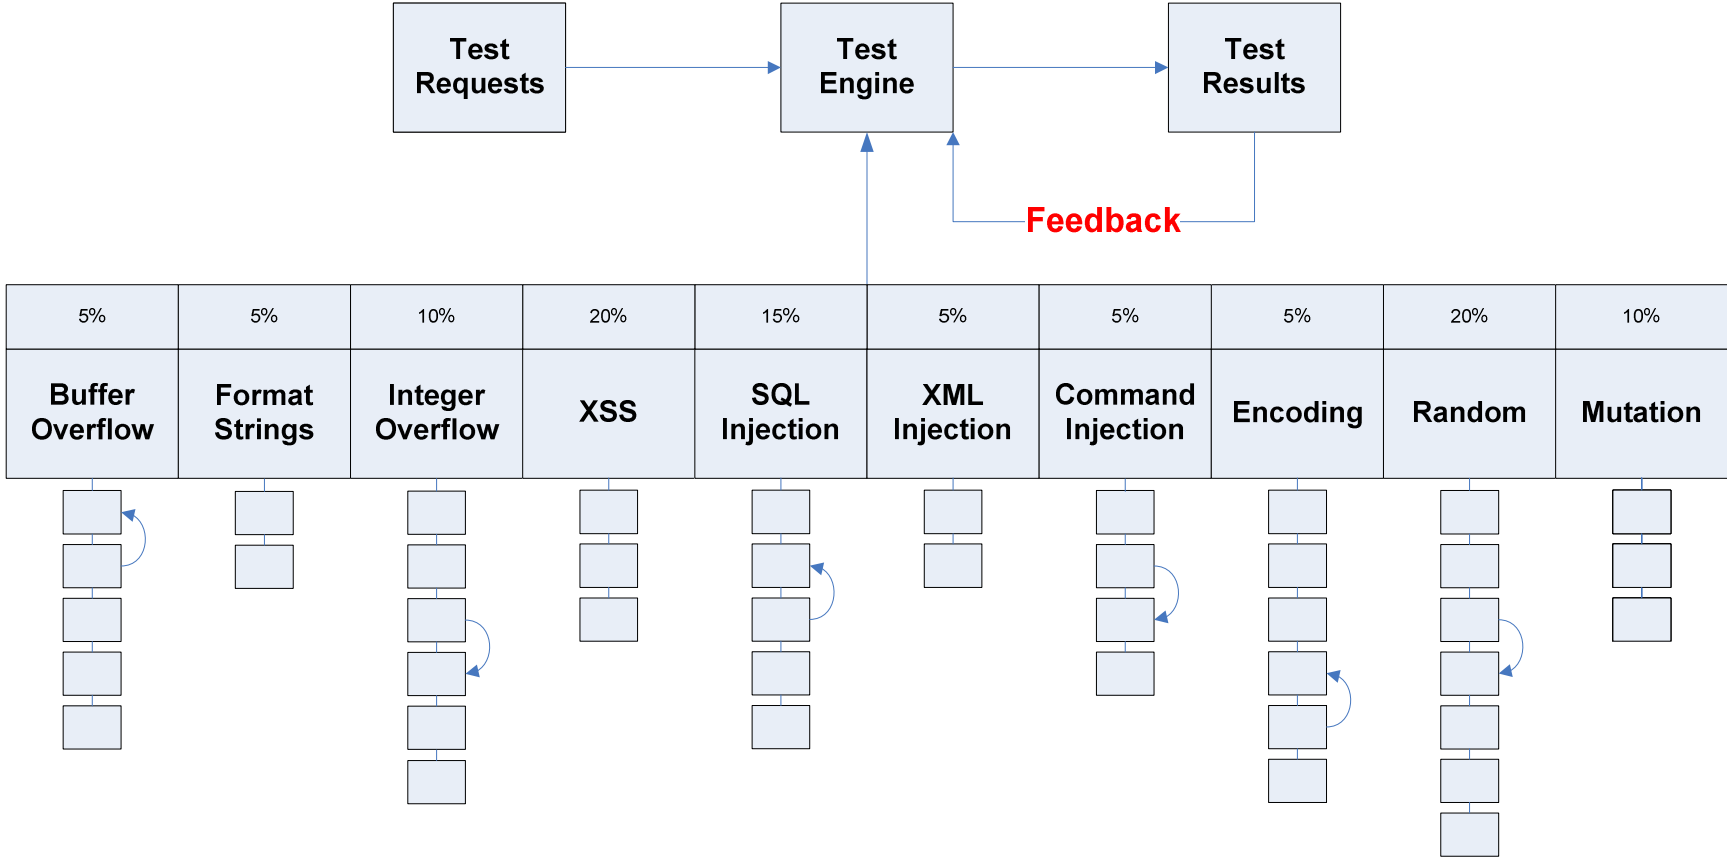 Test
Requests
Test
Engine
Test
Results
Feedback
5%
5%
10%
20%
15%
5%
5%
5%
20%
10%
Buffer
Overflow
Format
Strings
Integer
Overflow
XSS
SQL
Injection
XML
Injection
Command
Injection
Encoding
Random
Mutation